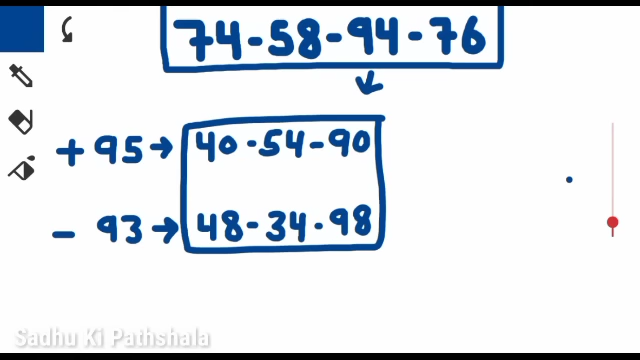 74-58-94-76
+ 95 → 40-54-90
- 93 → 48-34-98
Sadhu Ki Pathshala